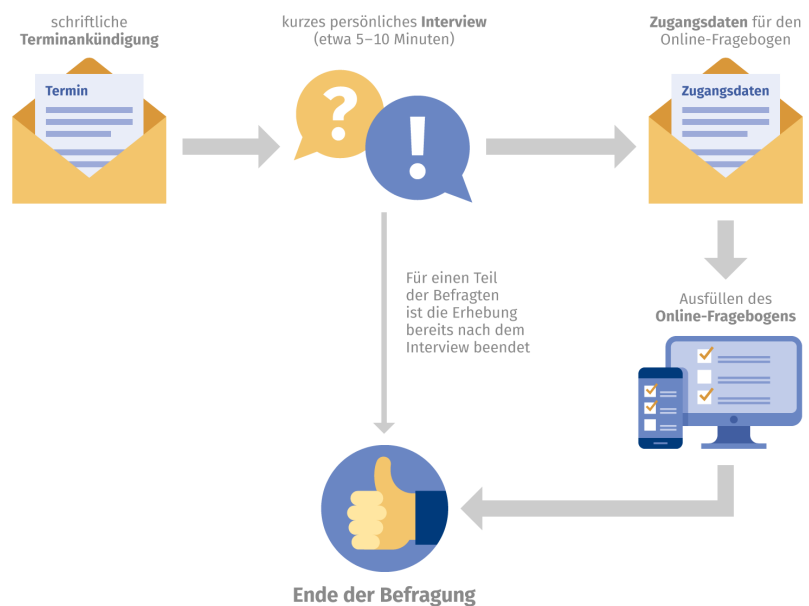 schriftliche
Terminankündigung
kurzes persönliches Interview
(etwa 5–10 Minuten)
Zugangsdaten für den
Online-Fragebogen
Termin
?
!
Zugangsdaten
Für einen Teil
der Befragten
ist die Erhebung
bereits nach dem
Interview beendet
Ausfüllen des
Online-Fragebogens
Ende der Befragung